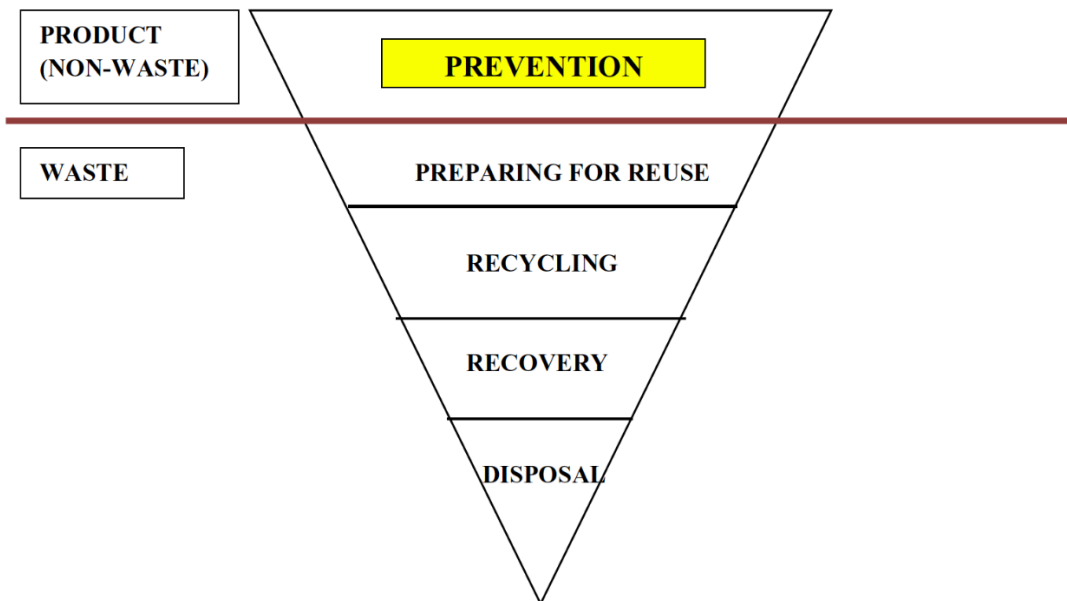 PRODUCT
(NON-WASTE)
PREVENTION
WASTE
PREPARING FOR REUSE
RECYCLING
RECOVERY
DISPOSAL